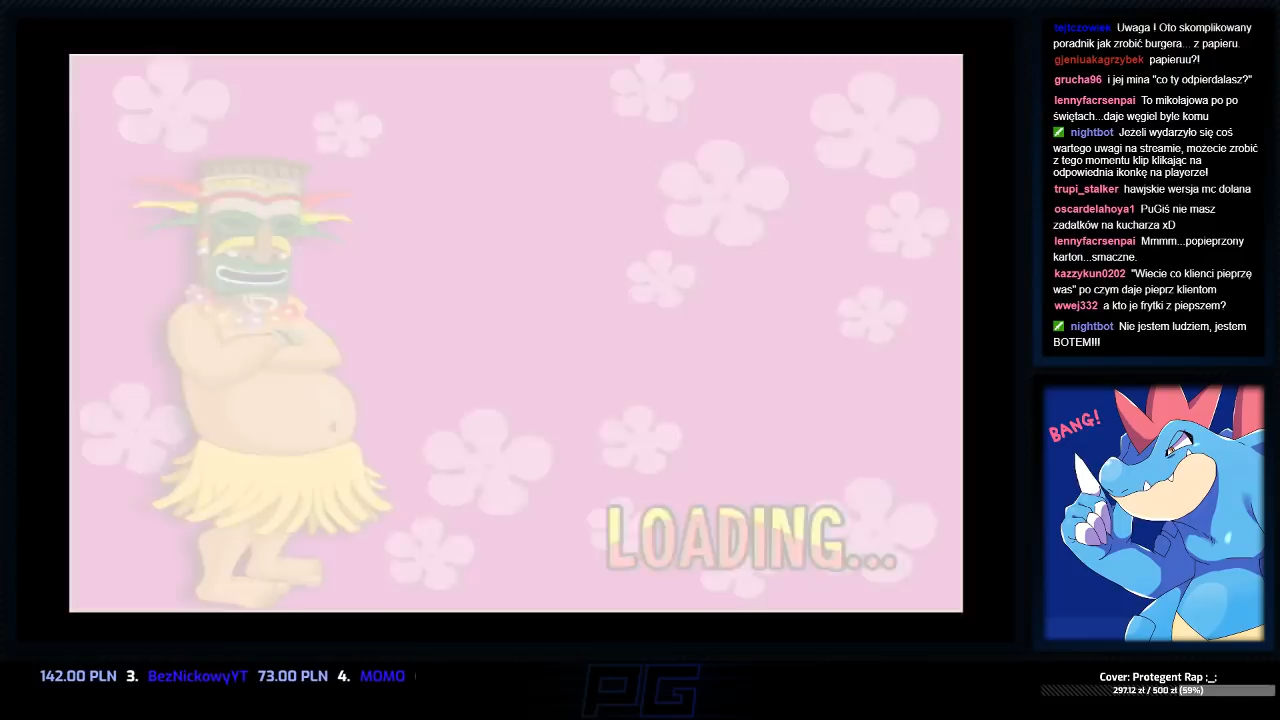 tejtczowiek Uwaga ! Oto skomplikowany
poradnik jak zrobić burgera... z papieru.
gjeniuakagrzybek papieruu?!
grucha96 i jej mina "co ty odpierdalasz?"
lennyfacrsenpai To mikołajowa po po
świętach...daje węgiel byle komu
nightbot Jeżeli wydarzyło się coś
wartego uwagi na streamie, możecie zrobić
z tego momentu klip klikając na
odpowiednia ikonkę na playerze!
trupi_stalker hawjskie wersja mc dolana
oscardelahoya1 PuGiś nie masz
zadatków na kucharza xD
lennyfacrsenpai Mmmm...popieprzony
karton...smaczne.
kazzykun0202 "Wiecie co klienci pieprzę
was" po czym daje pieprz klientom
wwej332 a kto je frytki z piepszem?
nightbot Nie jestem ludziem, jestem
BOTEM!!!
BANG!
LOADING...
142.00 PLN 3. BezNickowyYT 73.00 PLN 4. MOMO
PG
Cover: Protegent Rap :_:
297.12 zł / 500 zł (59%)